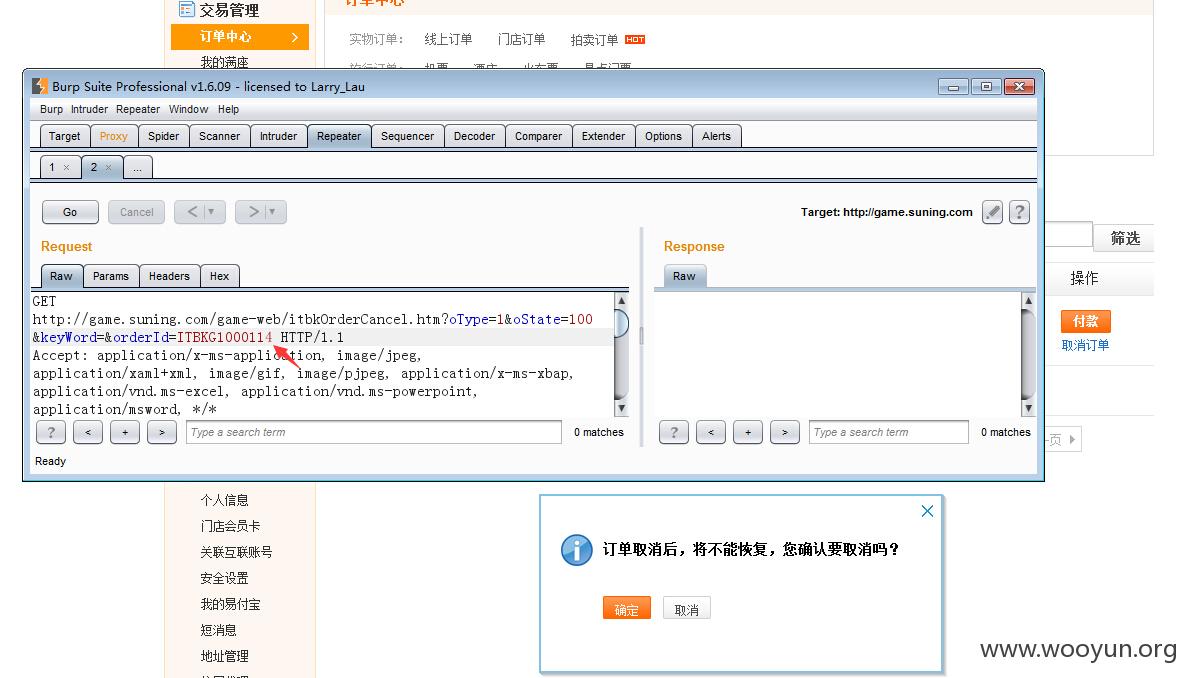 交易管理
订单中心
订单中心 >
实物订单： 线上订单 门店订单 拍卖订单 HOT
我的满座
Burp Suite Professional v1.6.09 - licensed to Larry_Lau
Burp Intruder Repeater Window Help
Target Proxy Spider Scanner Intruder Repeater Sequencer Decoder Comparer Extender Options Alerts
1 × 2 × ...
Go Cancel < ▼ > ▼
Target: http://game.suning.com ?
Request
Response
Raw Params Headers Hex
Raw
GET
http://game.suning.com/game-web/itbkOrderCancel.htm?oType=1&oState=100
&keyWord=&orderId=ITBKG1000114 HTTP/1.1
Accept: application/x-ms-application, image/jpeg,
application/xaml+xml, image/gif, image/pjpeg, application/x-ms-xbap,
application/vnd.ms-excel, application/vnd.ms-powerpoint,
application/msword, */*
? < + > Type a search term 0 matches
? < + > Type a search term 0 matches
Ready
筛选
操作
付款
取消订单
页
个人信息
门店会员卡
关联互联账号
安全设置
我的易付宝
短消息
地址管理
订单取消后，将不能恢复，您确认要取消吗？
确定 取消
www.wooyun.org